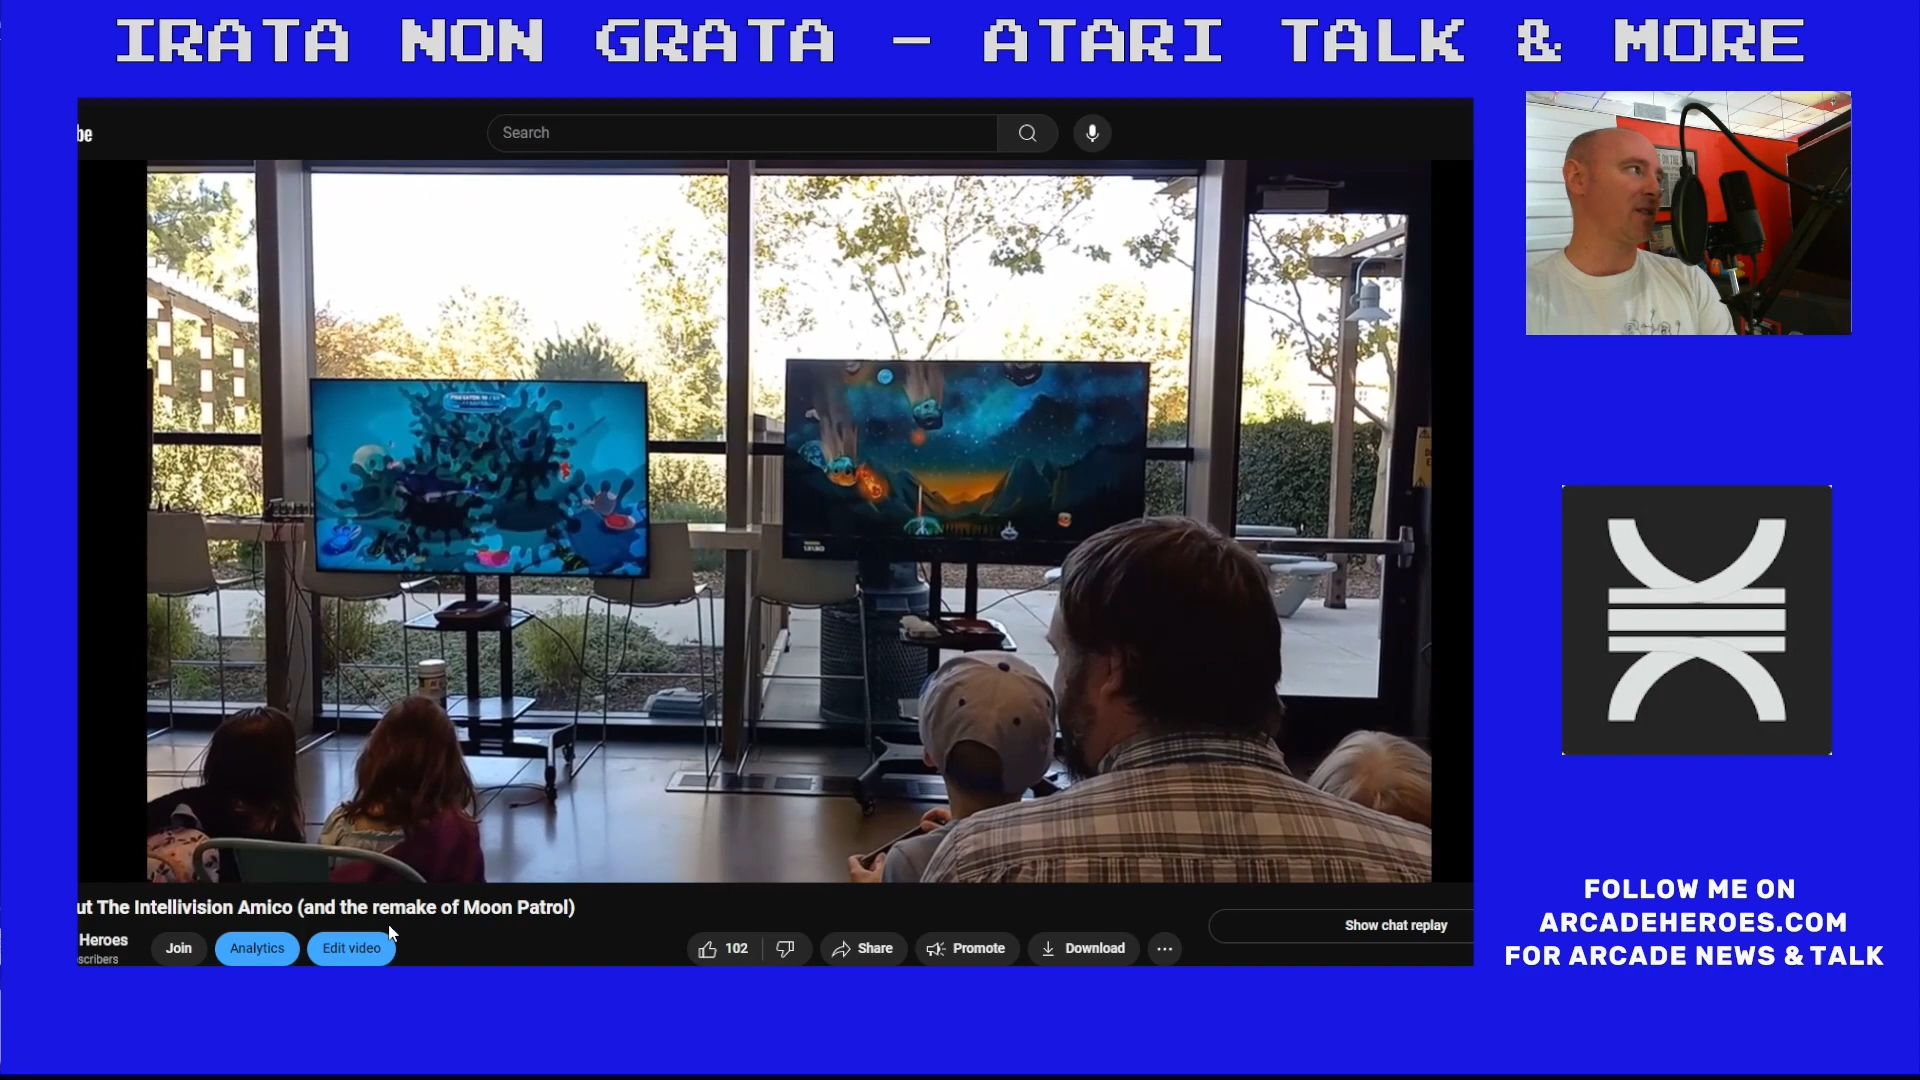 IRATA NON GRATA - ATARI TALK & MORE
be
Search
ut The Intellivision Amico (and the remake of Moon Patrol)
Heroes
scribers
Join
Analytics
Edit video
102
Share
Promote
Download
Show chat replay
FOLLOW ME ON
ARCADEHEROES.COM
FOR ARCADE NEWS & TALK